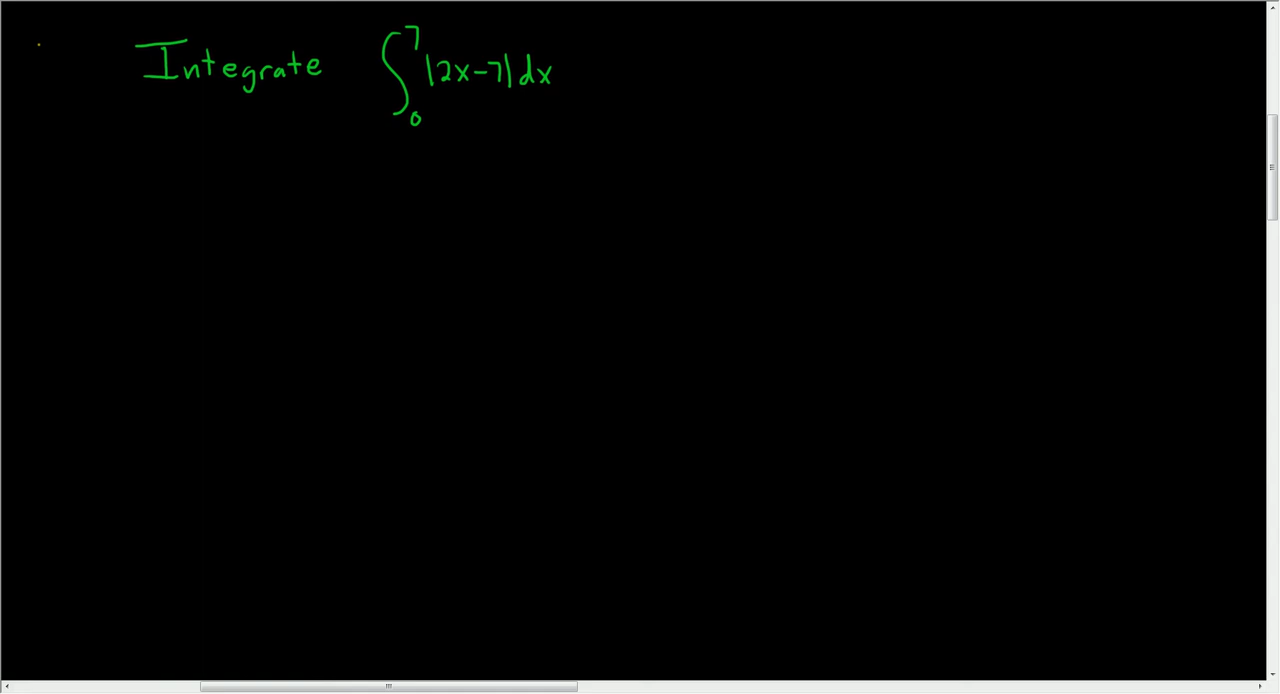 Integrate ∫₀⁷ |2x-7| dx